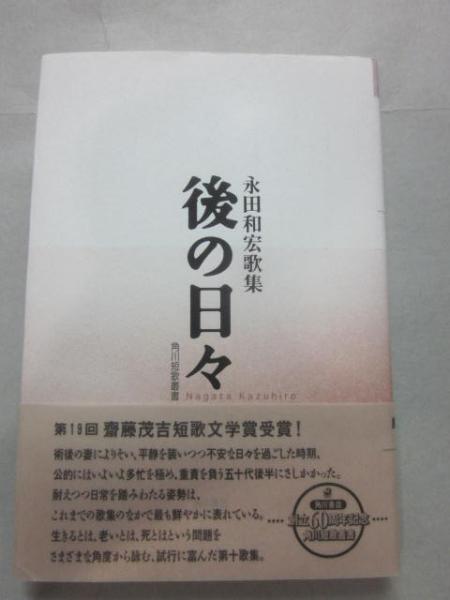 永田和宏歌集
後の日々
角川短歌叢書
Nagata Kazuhiro
第19回 齋藤茂吉短歌文学賞受賞！
術後の妻によりそい、平静を装いつつ不安な日々を過ごした時期、
公的にはいよいよ多忙を極め、重責を負う五十代後半にさしかかった。
耐えつつ日常を踏みわたる姿勢は、
これまでの歌集のなかで最も鮮やかに表れている。
生きるとは、老いとは、死とはという問題を
さまざまな角度から詠む、試行に富んだ第十歌集。
角川書店
創立60周年記念
角川短歌叢書